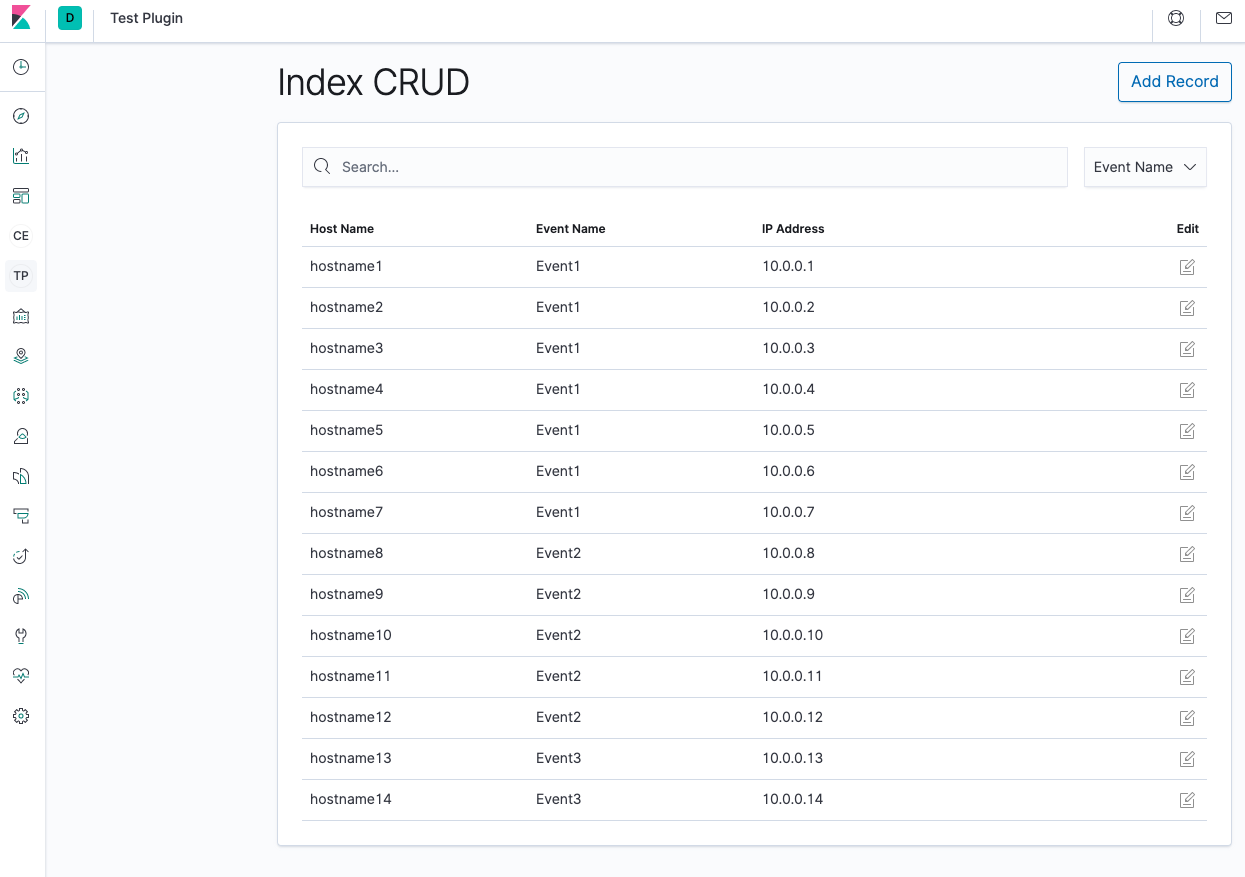 D Test Plugin
Index CRUD
Add Record
Search...
Event Name
CE
TP
Host Name Event Name IP Address Edit
hostname1 Event1 10.0.0.1
hostname2 Event1 10.0.0.2
hostname3 Event1 10.0.0.3
hostname4 Event1 10.0.0.4
hostname5 Event1 10.0.0.5
hostname6 Event1 10.0.0.6
hostname7 Event1 10.0.0.7
hostname8 Event2 10.0.0.8
hostname9 Event2 10.0.0.9
hostname10 Event2 10.0.0.10
hostname11 Event2 10.0.0.11
hostname12 Event2 10.0.0.12
hostname13 Event3 10.0.0.13
hostname14 Event3 10.0.0.14